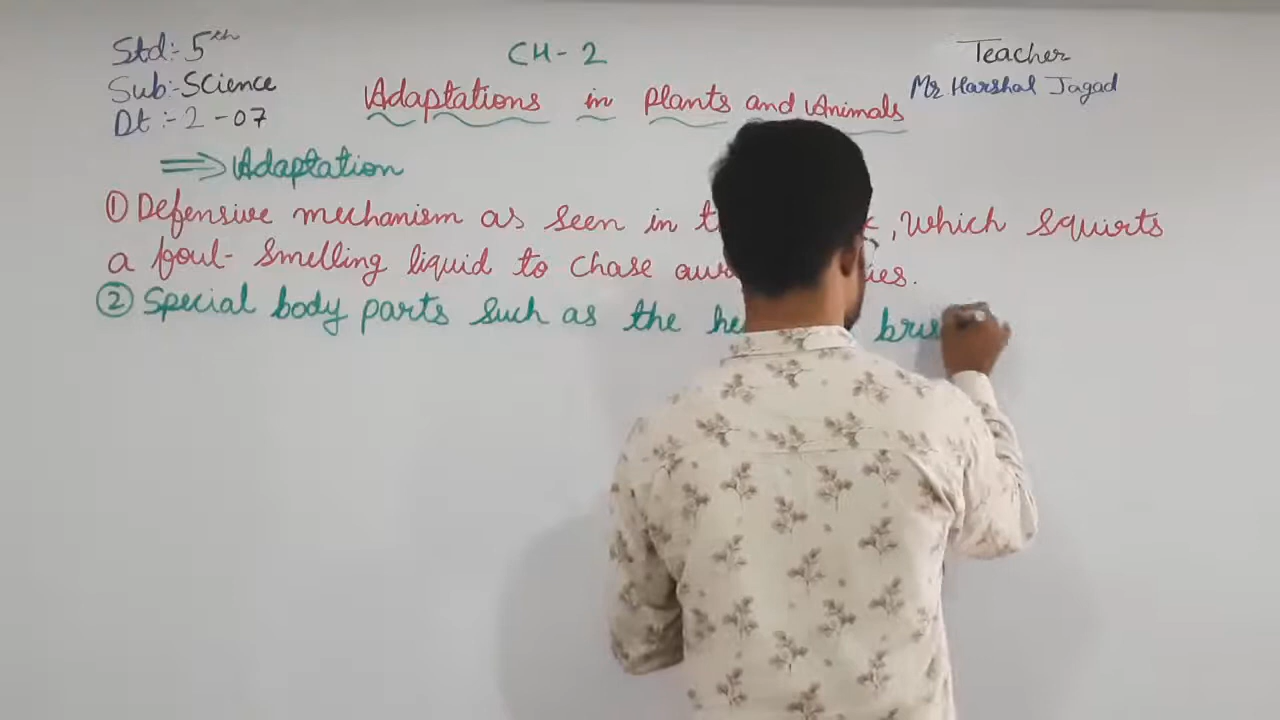 Std:- 5th
Sub:-Science
Dt :- 2 - 07
CH - 2
Adaptations in plants and Animals
Teacher
Mr Harshal Jagad
⇒ Adaptation
① Defensive mechanism as seen in , which squirts
a foul- smelling liquid to chase
② Special body parts such as the